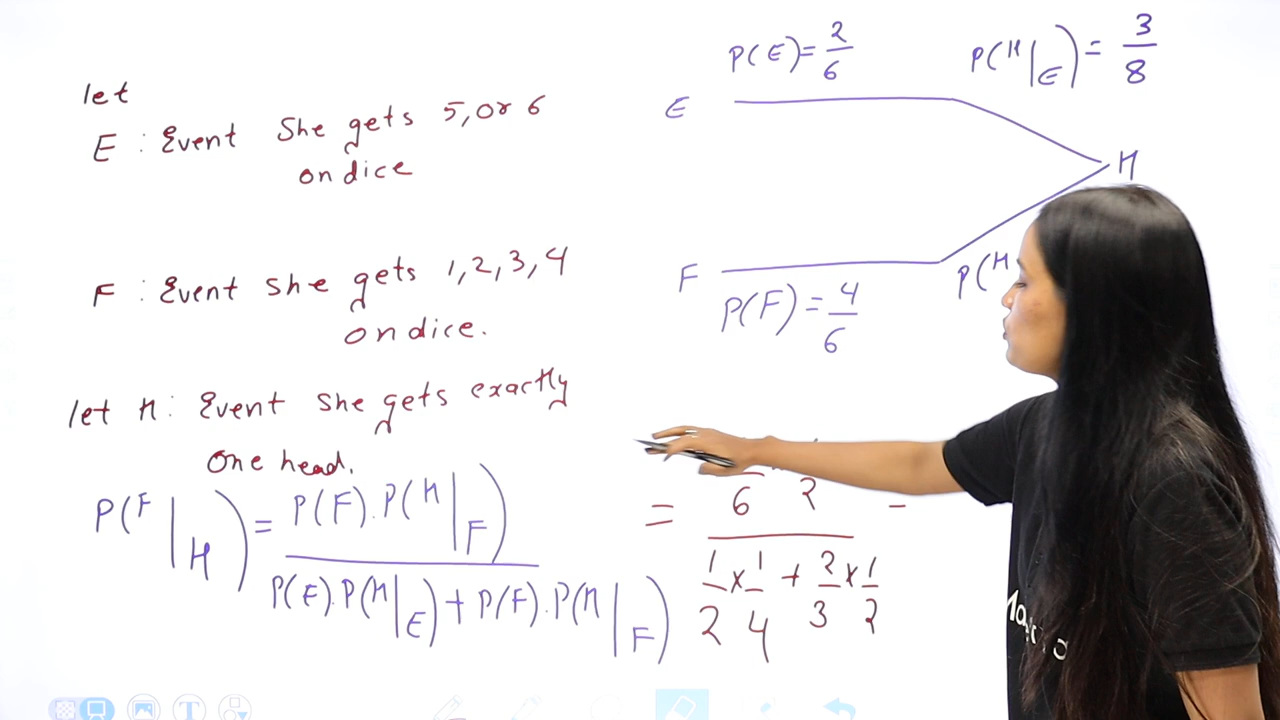 let
E : Event She gets 5, or 6
on dice
F : Event she gets 1, 2, 3, 4
on dice.
let H : Event she gets exactly
One head.
P(F|H) = P(F).P(H|F) / P(E).P(H|E) + P(F).P(H|F)
P(E) = 2/6
P(H|E) = 3/8
E
H
F
P(H
P(F) = 4/6
= 6 2 / 1/2 x 1/4 + 2/3 x 1/2